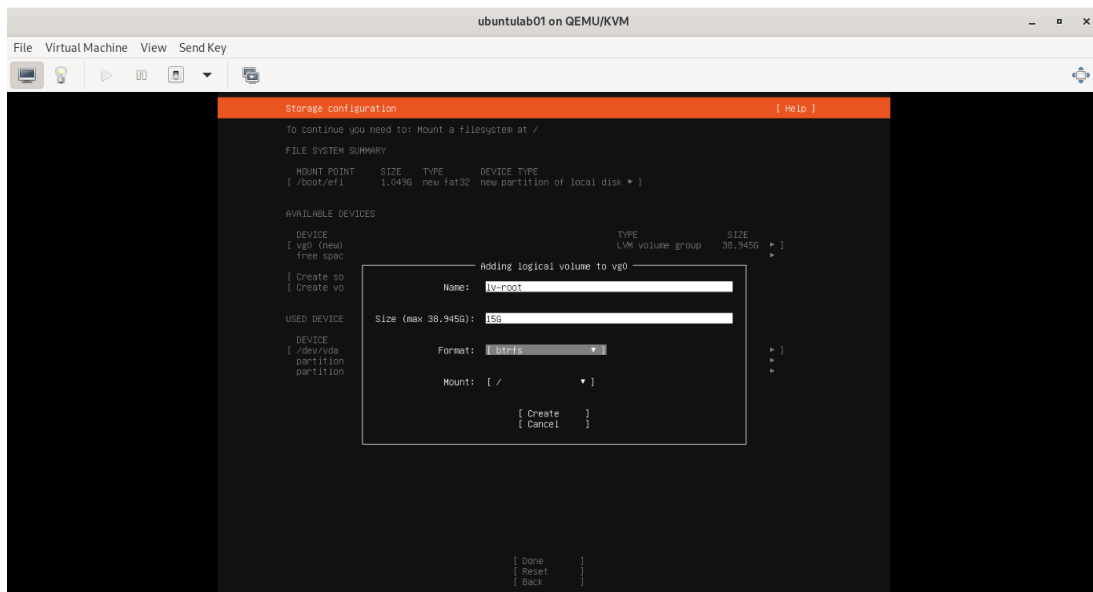 ubuntulab01 on QEMU/KVM
File Virtual Machine View Send Key
Storage configuration [ Help ]
To continue you need to: Mount a filesystem at /
FILE SYSTEM SUMMARY
MOUNT POINT SIZE TYPE DEVICE TYPE
[ /boot/efi 1.049G new fat32 new partition of local disk ▸ ]
AVAILABLE DEVICES
DEVICE TYPE SIZE
[ vg0 (new) LVM volume group 38.945G ▸ ]
free spac ▸
Adding logical volume to vg0
[ Create so
[ Create vo
Name: lv-root
USED DEVICE
Size (max 38.945G): 15G
DEVICE
[ /dev/vda ▸ ]
Format: [ btrfs ▾ ]
partition ▸
partition ▸
Mount: [ / ▾ ]
[ Create ]
[ Cancel ]
[ Done ]
[ Reset ]
[ Back ]